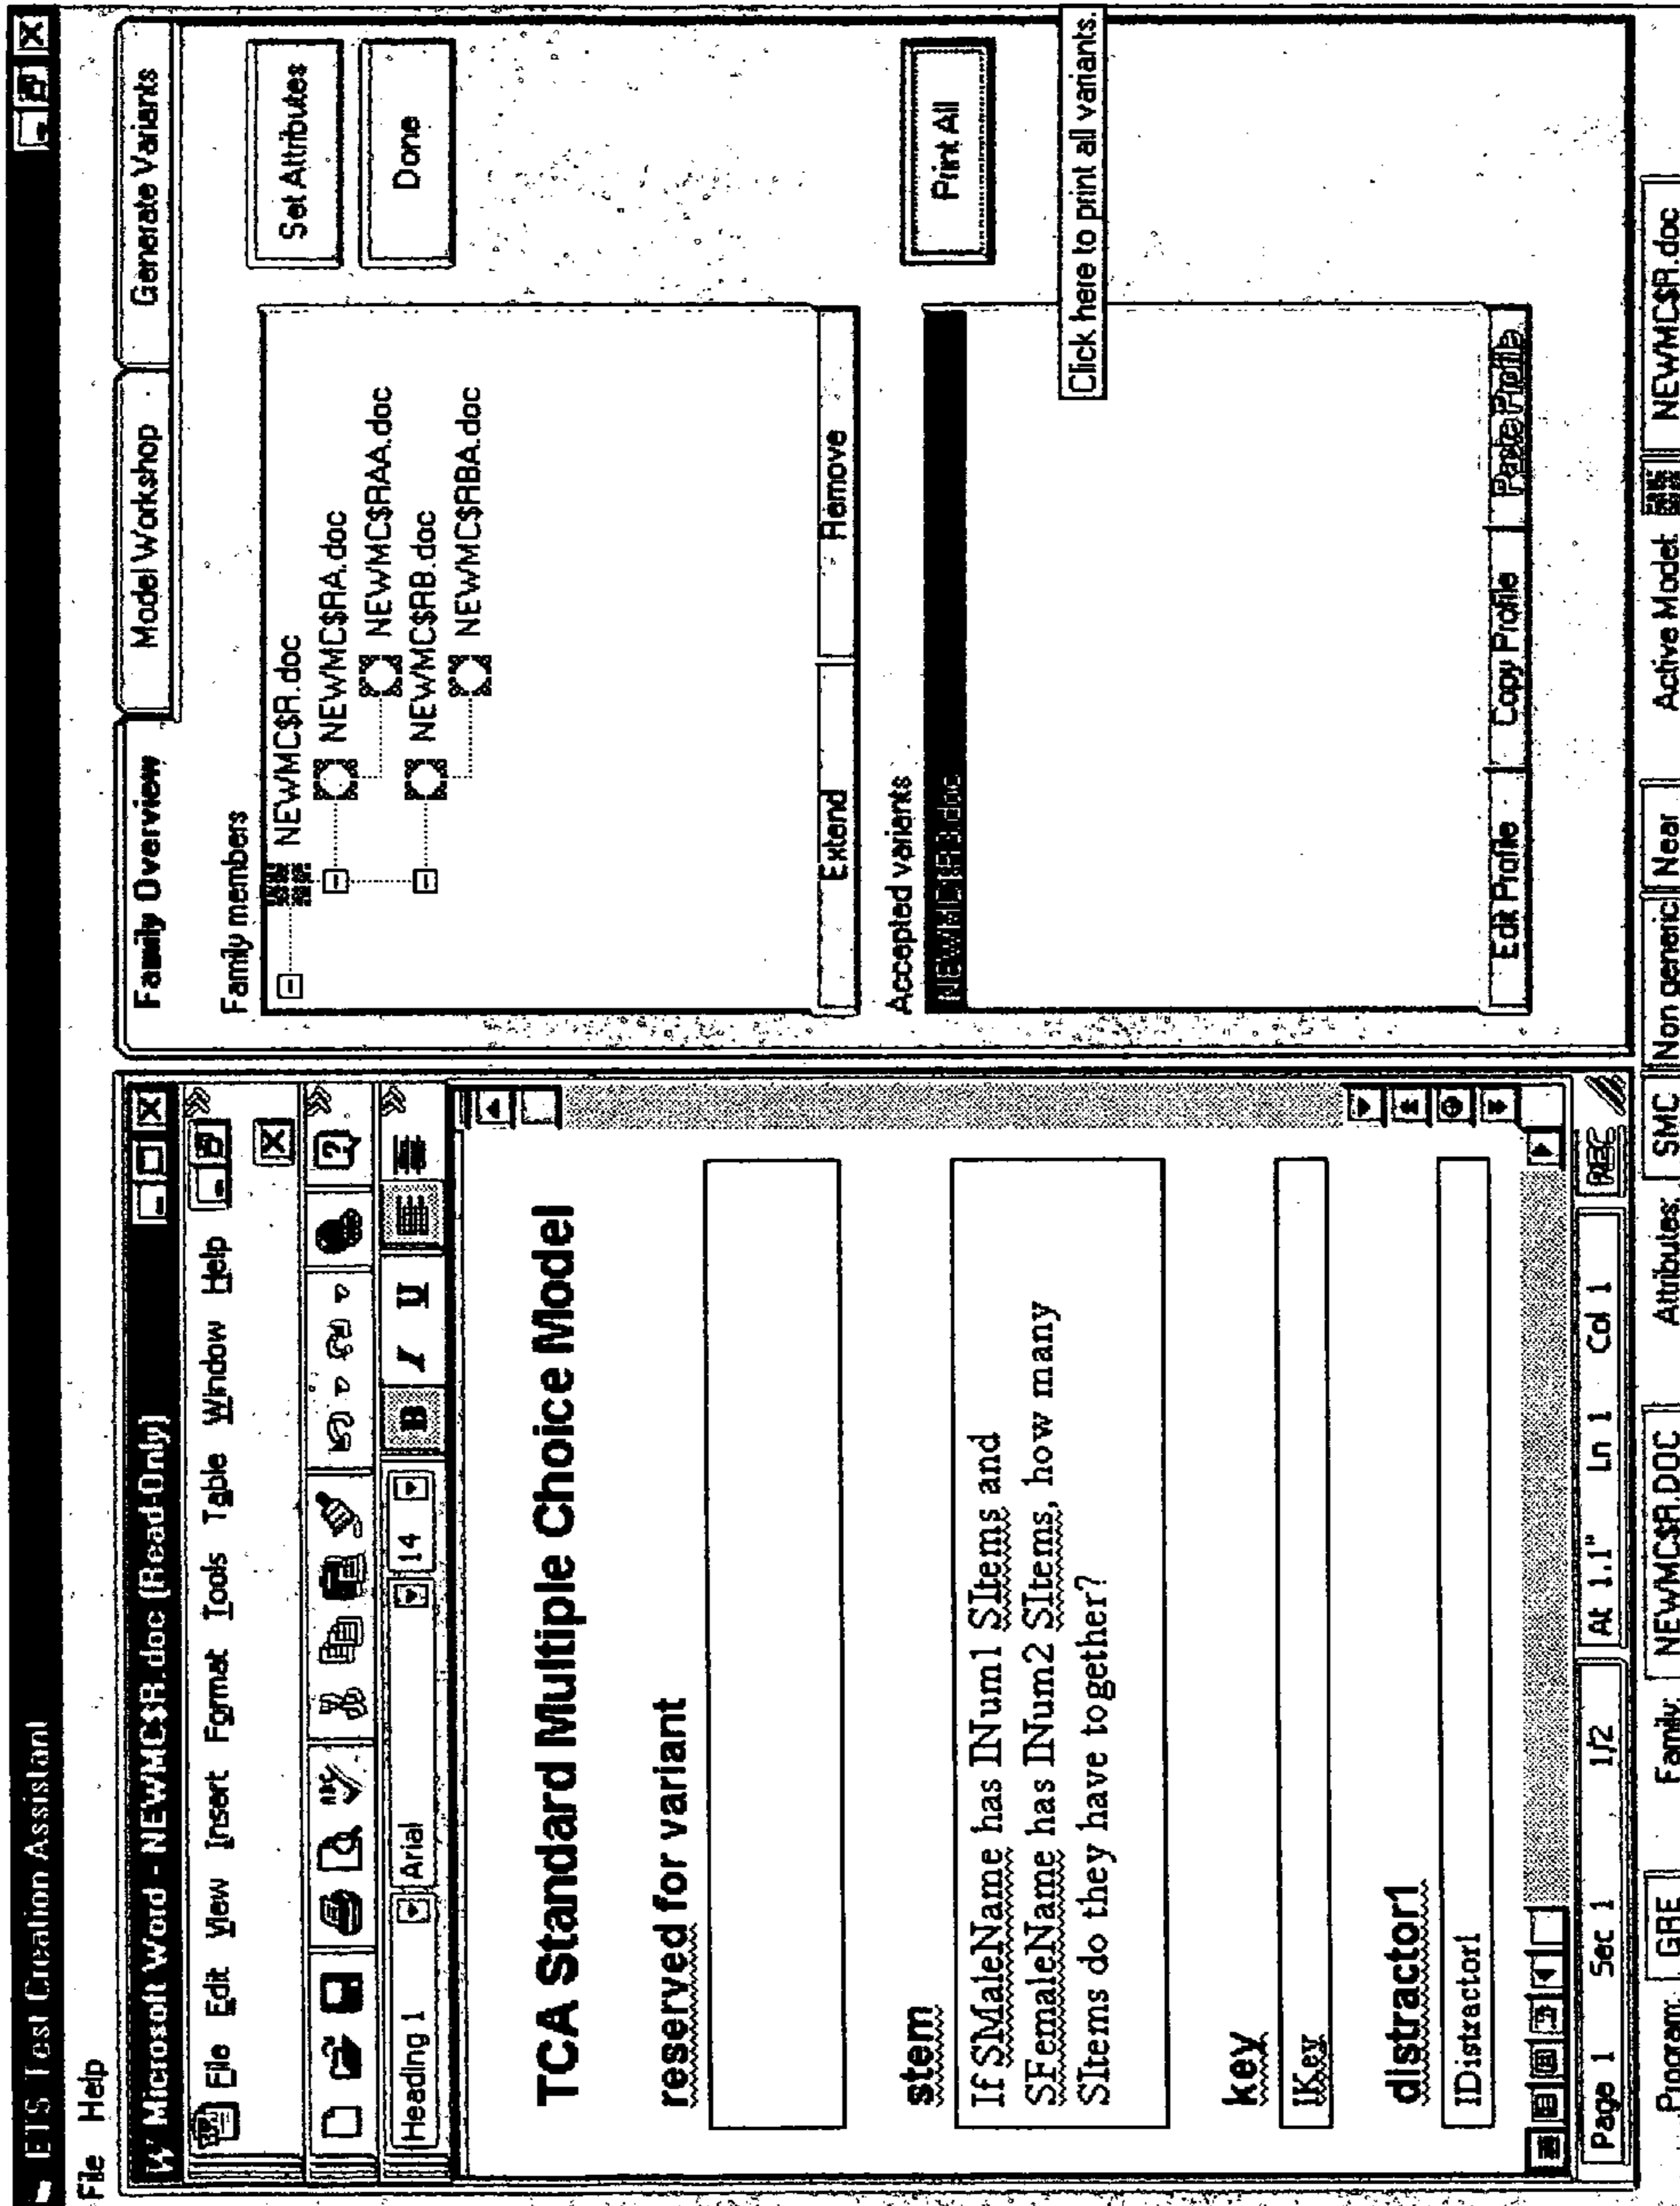 ETS Test Creation Assistant
File Help
Microsoft Word - NEWMC$R.doc (Read-Only)
File Edit View Insert Format Tools Table Window Help
Heading 1 Arial 14 B I U
TCA Standard Multiple Choice Model
reserved for variant
stem
If SMaleName has INum1 SItems and
SFemaleName has INum2 SItems, how many
SItems do they have together?
key
IKey
distractor1
IDistractor1
Page 1 Sec 1 1/2 At 1.1" Ln 1 Col 1 REC
Family Overview Model Workshop Generate Variants
Family members
NEWMC$R.doc
NEWMC$RA.doc
NEWMC$RAA.doc
NEWMC$RB.doc
NEWMC$RBA.doc
Extend Remove
Set Attributes
Done
Accepted variants
Print All
Click here to print all variants.
Edit Profile Copy Profile Paste Profile
Program: GRE Family: NEWMC$R.DOC Attributes: SMC Non generic Near Active Model: NEWMC$R.doc